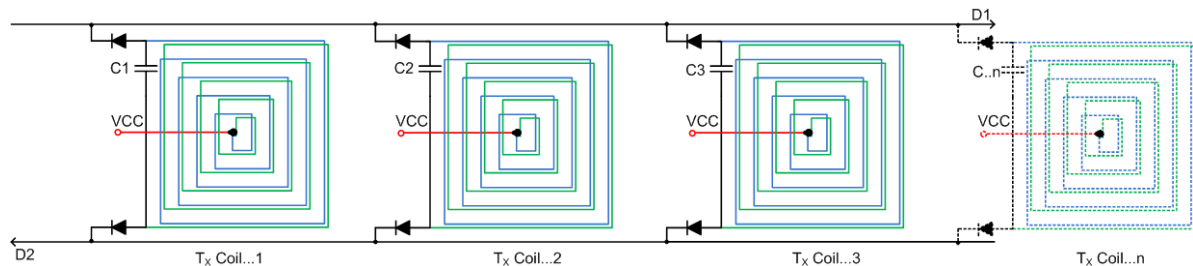 D1
C1
C2
C3
C..n
VCC
VCC
VCC
VCC
D2
TX Coil...1
TX Coil...2
TX Coil...3
TX Coil...n